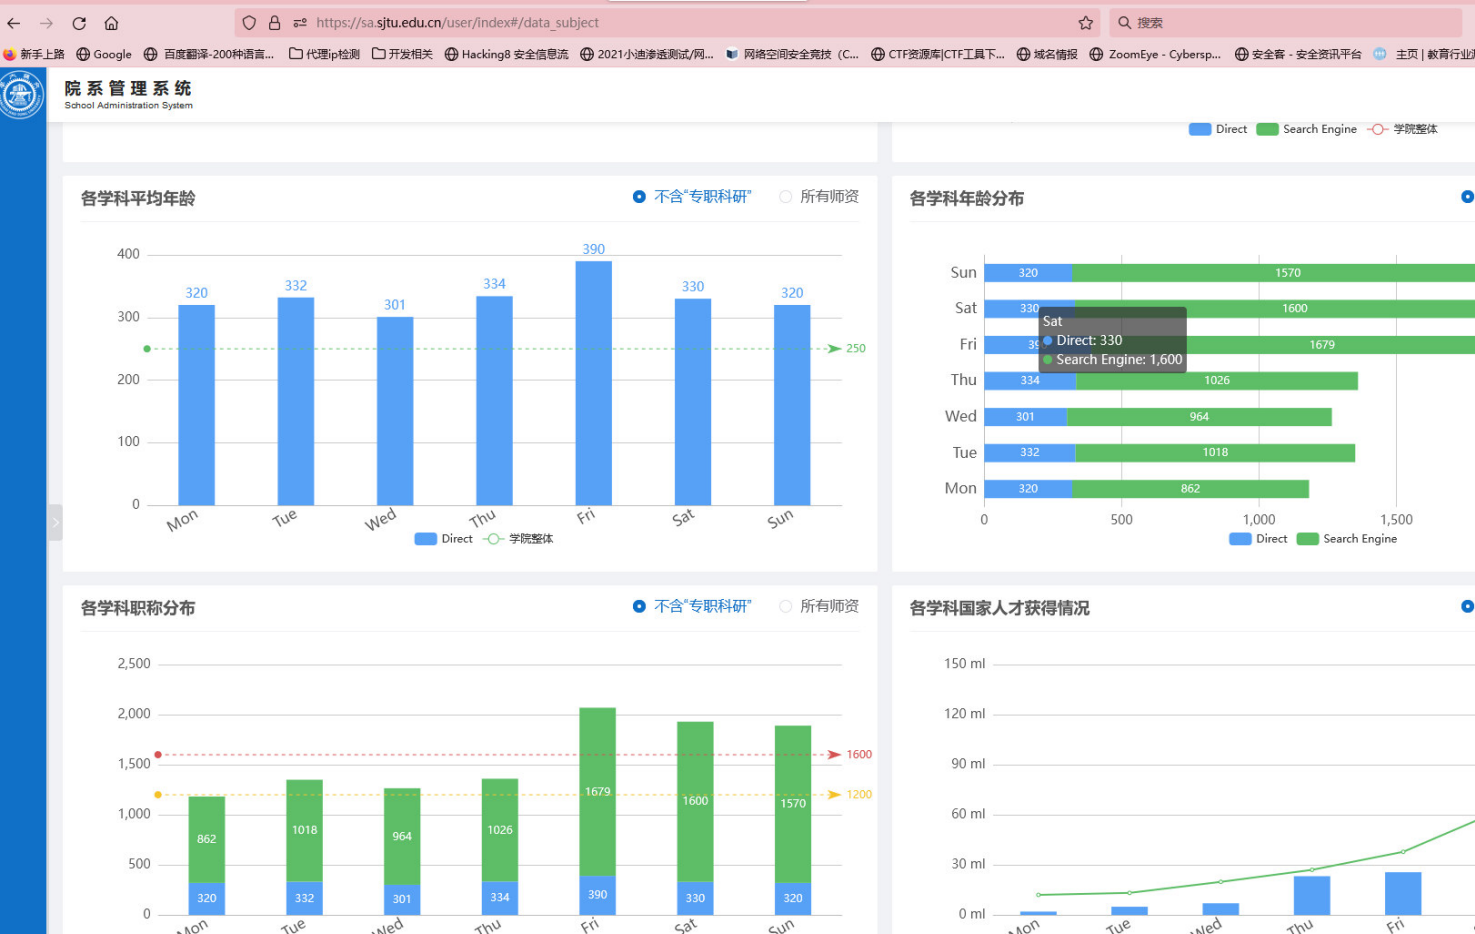 https://sa.sjtu.edu.cn/user/index#/data_subject
搜索
新手上路
Google
百度翻译-200种语言...
代理ip检测
开发相关
Hacking8 安全信息流
2021小迪渗透测试/网...
网络空间安全竞技（C...
CTF资源库|CTF工具下...
域名情报
ZoomEye - Cybersp...
安全客 - 安全资讯平台
主页 | 教育行业
院系管理系统
School Administration System
Direct
Search Engine
学院整体
各学科平均年龄
不含“专职科研”
所有师资
400
300
200
100
0
320
332
301
334
390
330
320
250
Mon
Tue
Wed
Thu
Fri
Sat
Sun
Direct
学院整体
各学科年龄分布
Sun
320
1570
Sat
330
1600
Fri
39
1679
Sat
Direct: 330
Search Engine: 1,600
Thu
334
1026
Wed
301
964
Tue
332
1018
Mon
320
862
0
500
1,000
1,500
Direct
Search Engine
各学科职称分布
不含“专职科研”
所有师资
2,500
2,000
1,500
1,000
500
0
1600
1200
862
1018
964
1026
1679
1600
1570
320
332
301
334
390
330
320
Mon
Tue
Wed
Thu
Fri
Sat
Sun
各学科国家人才获得情况
150 ml
120 ml
90 ml
60 ml
30 ml
0 ml
Mon
Tue
Wed
Thu
Fri